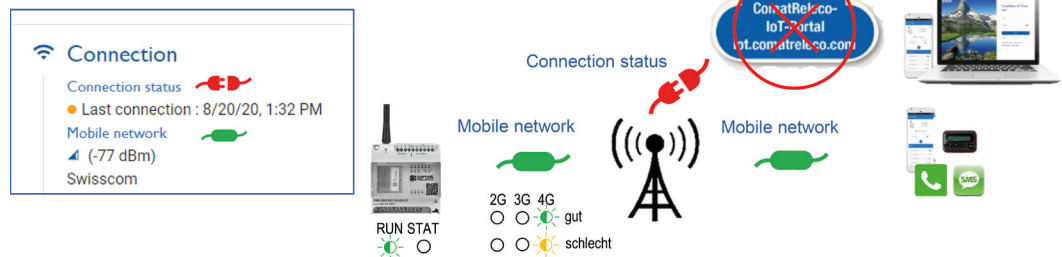 Connection
Connection status
Last connection : 8/20/20, 1:32 PM
Mobile network
(-77 dBm)
Swisscom
ComatReleco-
IoT-Portal
iot.comatreleco.com
Connection status
Mobile network
Mobile network
2G 3G 4G
gut
schlecht
RUN STAT
SMS